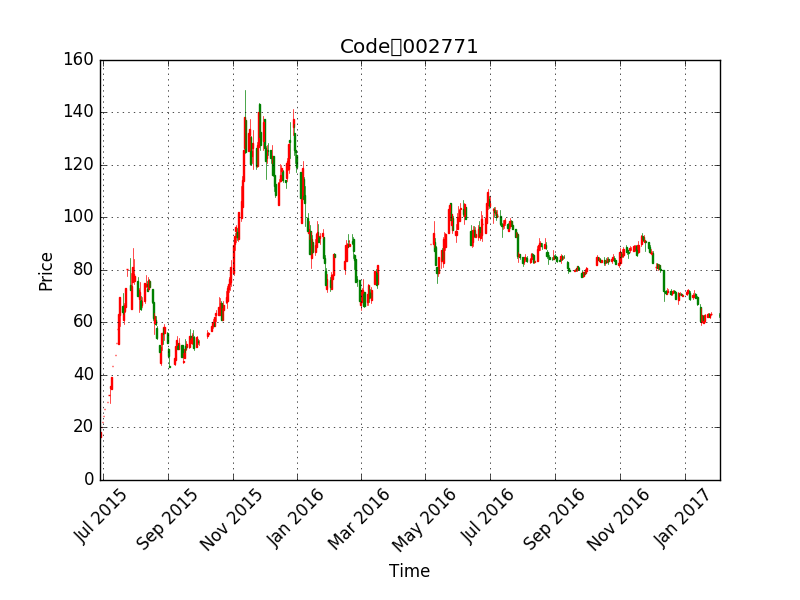 Code▯002771
160
140
120
100
80
60
40
20
0
Price
Jul 2015
Sep 2015
Nov 2015
Jan 2016
Mar 2016
May 2016
Jul 2016
Sep 2016
Nov 2016
Jan 2017
Time